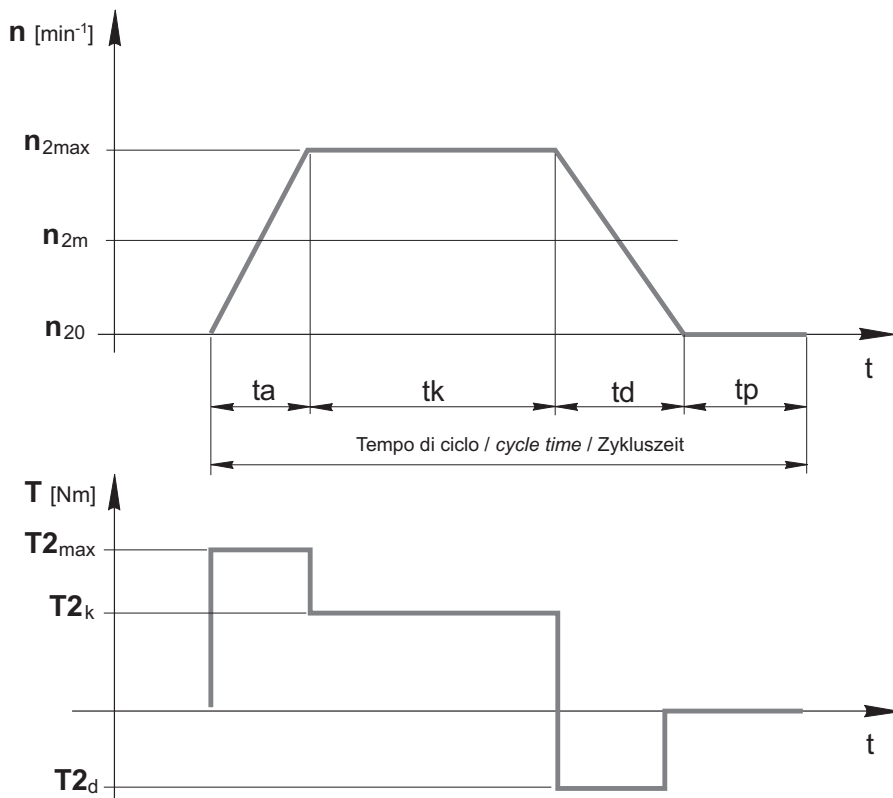 n [min-1]
n2max
n2m
n20
t
ta tk td tp
Tempo di ciclo / cycle time / Zykluszeit
T [Nm]
T2max
T2k
t
T2d